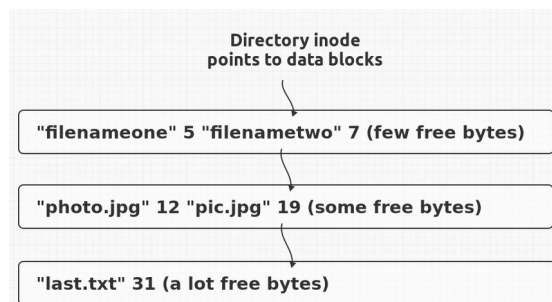 Directory inode
points to data blocks
"filenameone" 5 "filenametwo" 7 (few free bytes)
"photo.jpg" 12 "pic.jpg" 19 (some free bytes)
"last.txt" 31 (a lot free bytes)